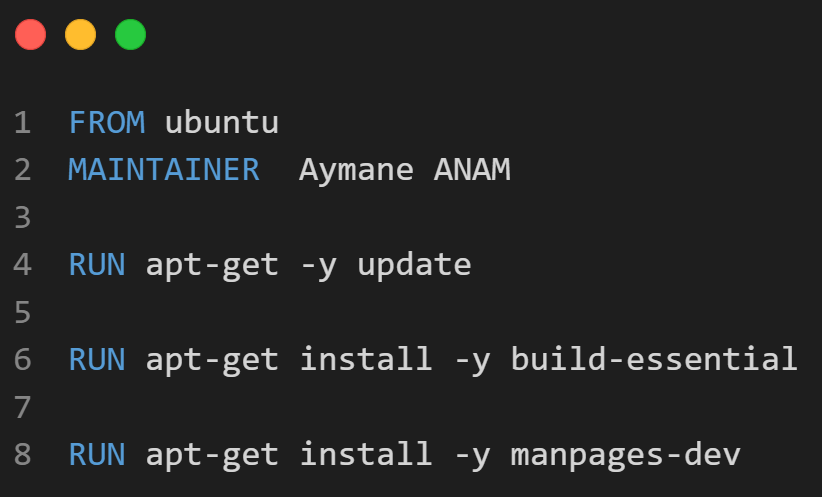 1 FROM ubuntu
2 MAINTAINER  Aymane ANAM
3
4 RUN apt-get -y update
5
6 RUN apt-get install -y build-essential
7
8 RUN apt-get install -y manpages-dev